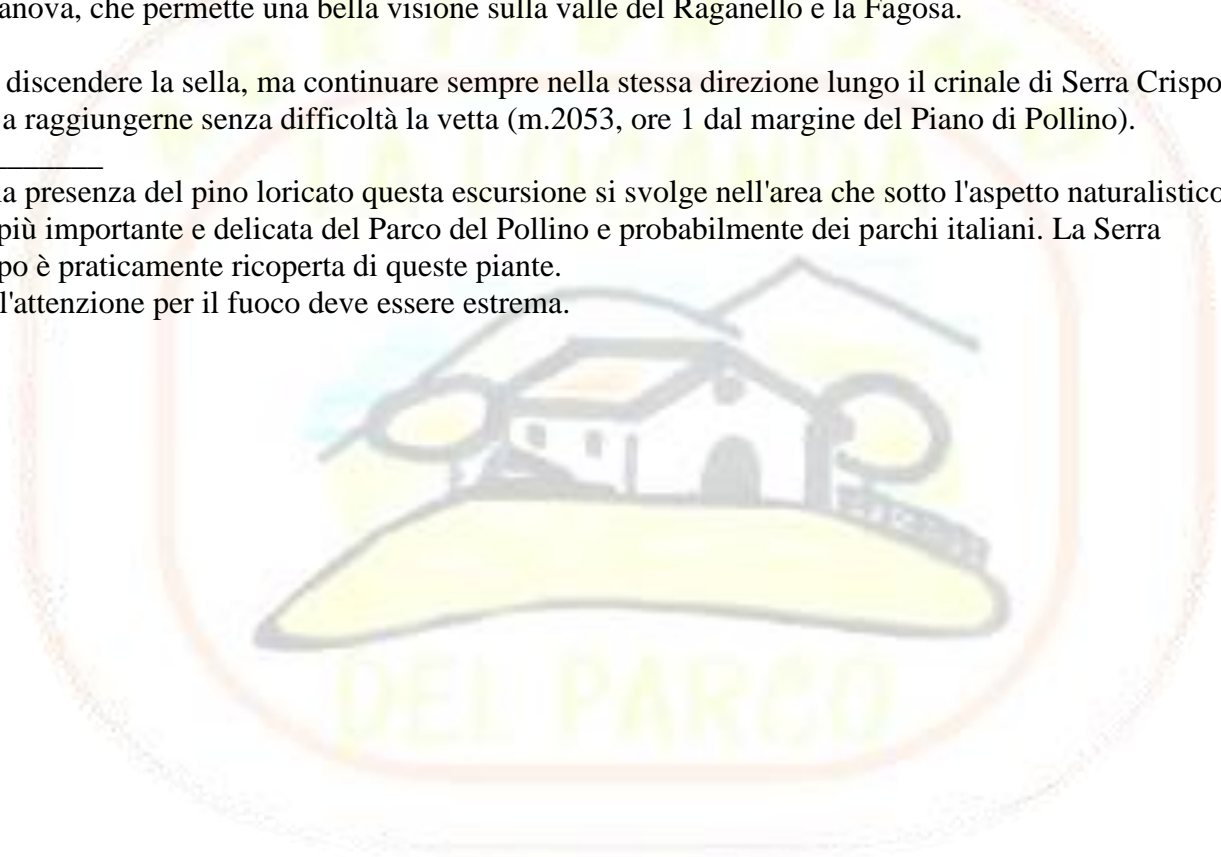 anova, che permette una bella visione sulla valle del Raganello e la Fagosa.
discendere la sella, ma continuare sempre nella stessa direzione lungo il crinale di Serra Crispo
a raggiungerne senza difficoltà la vetta (m.2053, ore 1 dal margine del Piano di Pollino).
la presenza del pino loricato questa escursione si svolge nell'area che sotto l'aspetto naturalistico
più importante e delicata del Parco del Pollino e probabilmente dei parchi italiani. La Serra
po è praticamente ricoperta di queste piante.
l'attenzione per il fuoco deve essere estrema.
AGRITURISMO
LA LOCANDA
DEL PARCO